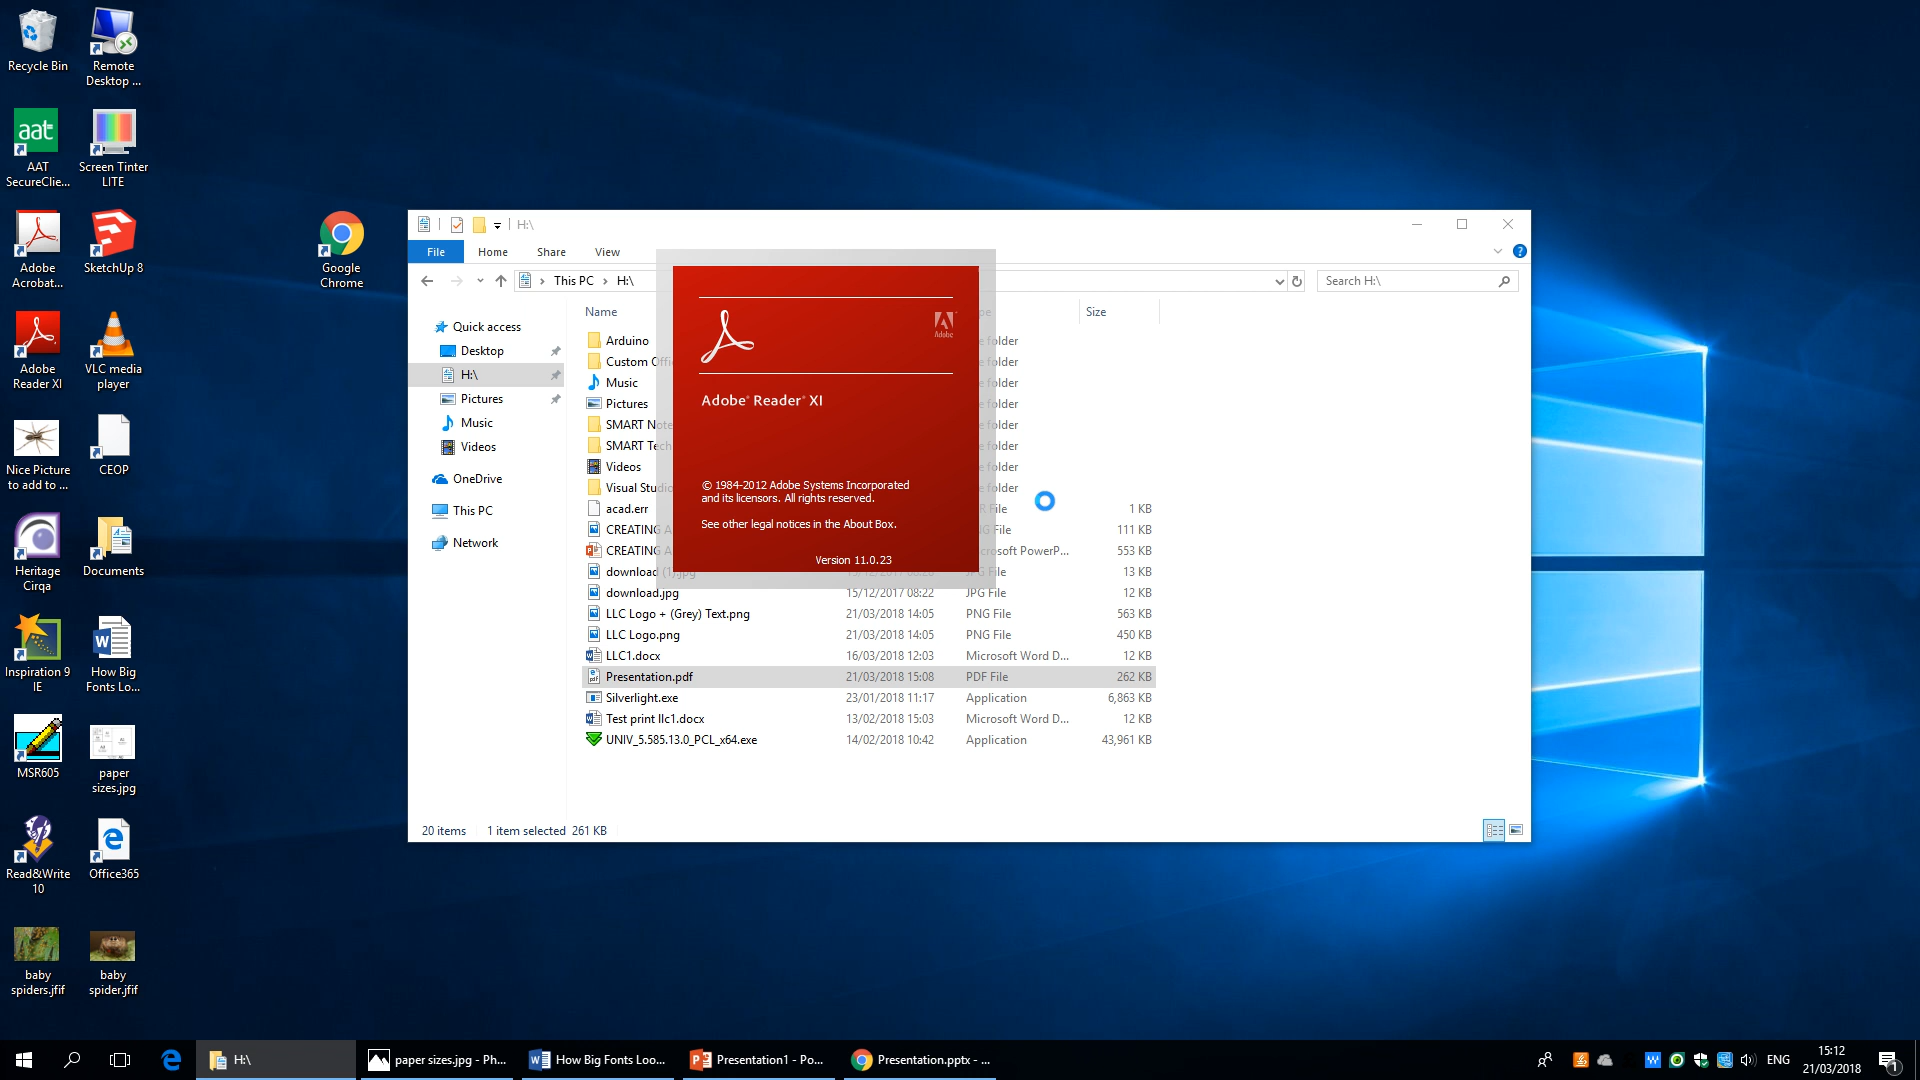 Recycle Bin
Remote
Desktop ...
aat
AAT
SecureClie...
Screen Tinter
LITE
Adobe
Acrobat...
SketchUp 8
Google
Chrome
Adobe
Reader XI
VLC media
player
Nice Picture
to add to ...
CEOP
Heritage
Cirqa
Documents
Inspiration 9
IE
How Big
Fonts Lo...
MSR605
paper
sizes.jpg
Read&Write
10
Office365
baby
spiders.jfif
baby
spider.jfif
H:\
File Home Share View
This PC > H:\
Search H:\
Quick access
Desktop
H:\
Pictures
Music
Videos
OneDrive
This PC
Network
Name Size
Arduino folder
Custom folder
Music folder
Pictures folder
SMART folder
SMART folder
Videos folder
Visual folder
acad.err File 1 KB
CREATING File 111 KB
CREATING PowerP... 553 KB
download (1).jpg File 13 KB
download.jpg 15/12/2017 08:22 JPG File 12 KB
LLC Logo + (Grey) Text.png 21/03/2018 14:05 PNG File 563 KB
LLC Logo.png 21/03/2018 14:05 PNG File 450 KB
LLC1.docx 16/03/2018 12:03 Microsoft Word D... 12 KB
Presentation.pdf 21/03/2018 15:08 PDF File 262 KB
Silverlight.exe 23/01/2018 11:17 Application 6,863 KB
Test print llc1.docx 13/02/2018 15:03 Microsoft Word D... 12 KB
UNIV_5.585.13.0_PCL_x64.exe 14/02/2018 10:42 Application 43,961 KB
Adobe
Adobe® Reader® XI
© 1984-2012 Adobe Systems Incorporated
and its licensors. All rights reserved.
See other legal notices in the About Box.
Version 11.0.23
20 items 1 item selected 261 KB
H:\
paper sizes.jpg - Ph...
How Big Fonts Loo...
Presentation1 - Po...
Presentation.pptx - ...
ENG
15:12
21/03/2018
1